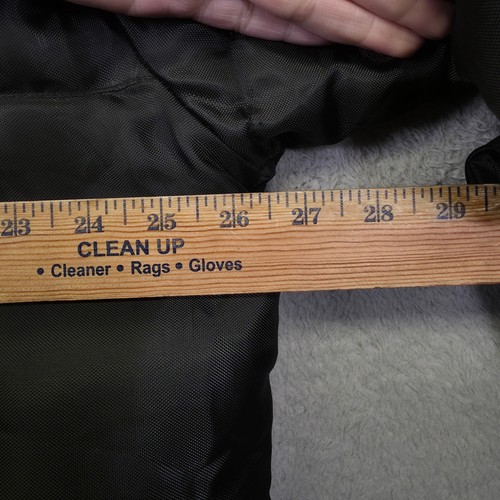 23 24 25 26 27 28 29
CLEAN UP
• Cleaner • Rags • Gloves